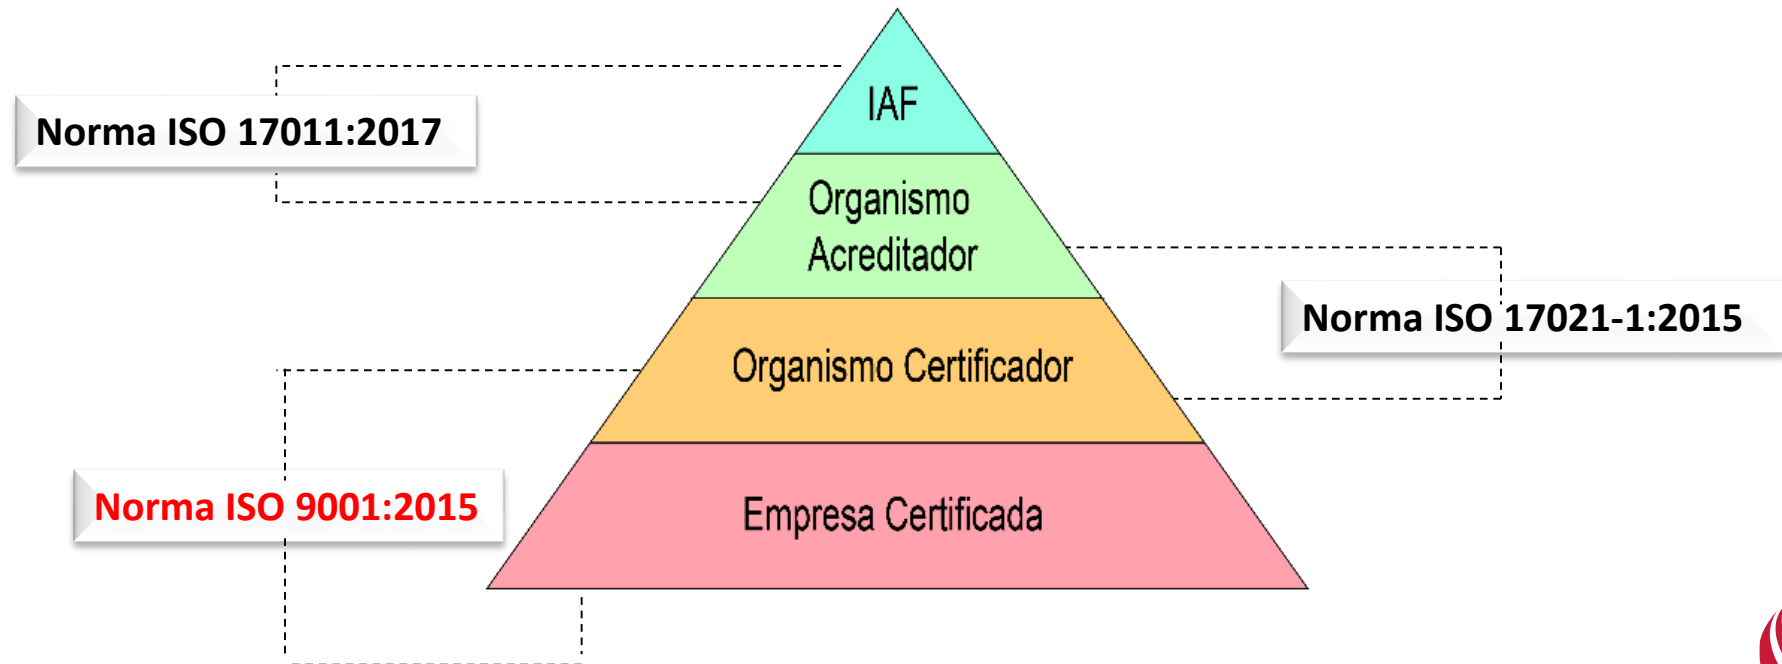 IAF
Norma ISO 17011:2017
Organismo
Acreditador
Norma ISO 17021-1:2015
Organismo Certificador
Norma ISO 9001:2015
Empresa Certificada